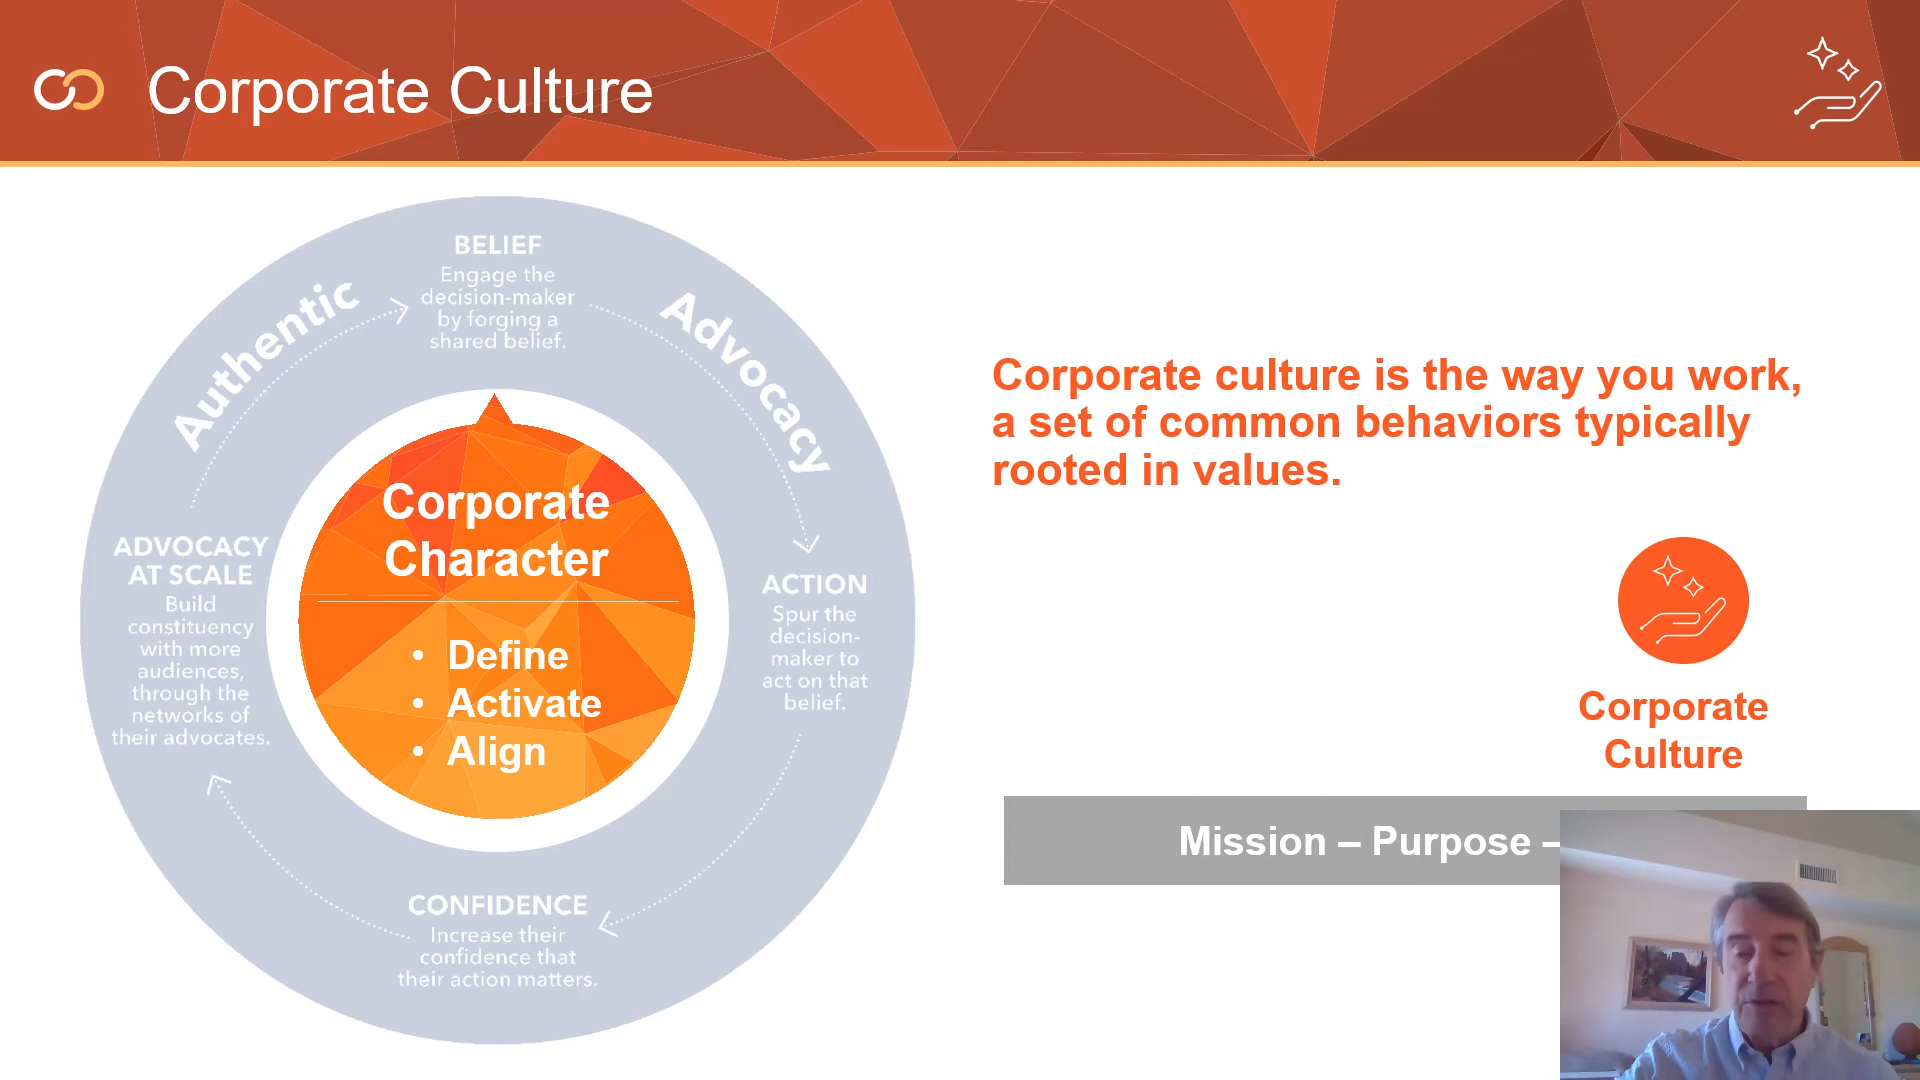 Corporate Culture
Authentic
Advocacy
BELIEF
Engage the
decision-maker
by forging a
shared belief.
ACTION
Spur the
decision-
maker to
act on that
belief.
CONFIDENCE
Increase their
confidence that
their action matters.
ADVOCACY
AT SCALE
Build
constituency
with more
audiences,
through the
networks of
their advocates.
Corporate
Character
• Define
• Activate
• Align
Corporate culture is the way you work,
a set of common behaviors typically
rooted in values.
Corporate
Culture
Mission – Purpose –